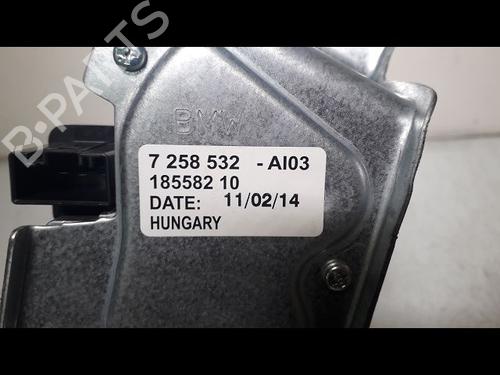 B-PARTS
BMW
7 258 532 - AI03
185582 10
DATE: 11/02/14
HUNGARY